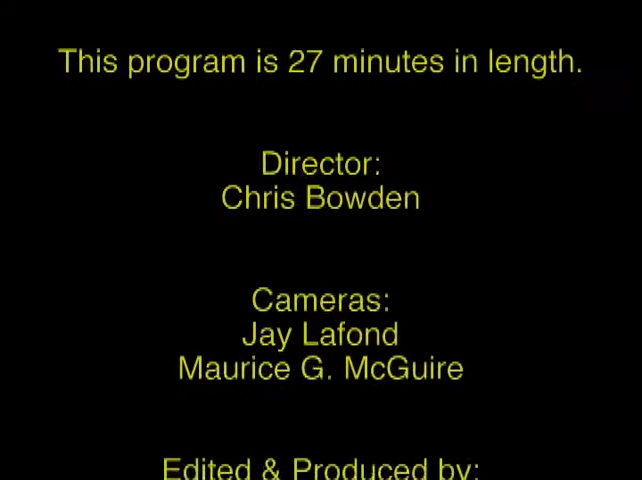 This program is 27 minutes in length.
Director:
Chris Bowden
Cameras:
Jay Lafond
Maurice G. McGuire
Edited & Produced by: